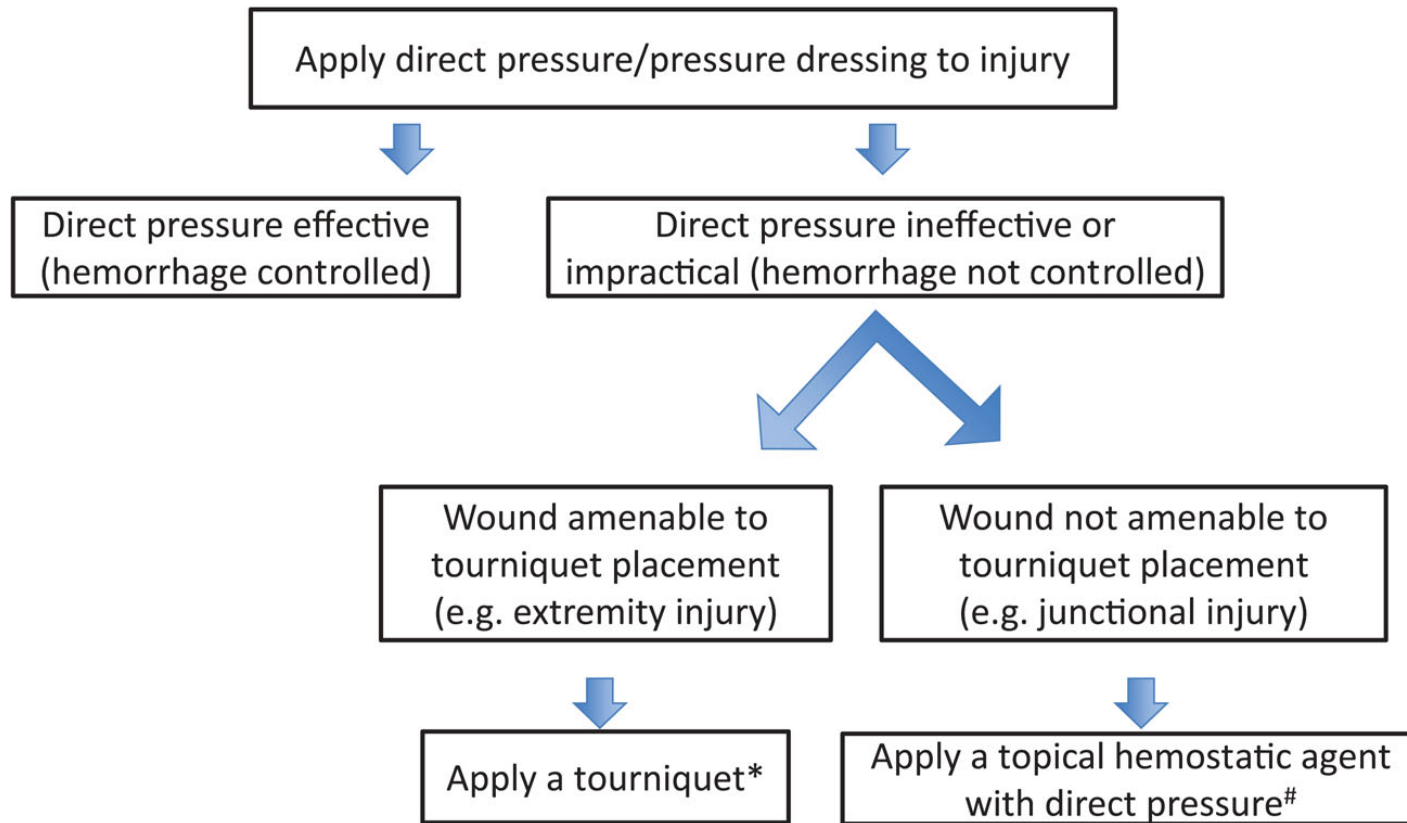 Apply direct pressure/pressure dressing to injury
Direct pressure effective
(hemorrhage controlled)
Direct pressure ineffective or
impractical (hemorrhage not controlled)
Wound amenable to
tourniquet placement
(e.g. extremity injury)
Wound not amenable to
tourniquet placement
(e.g. junctional injury)
Apply a tourniquet*
Apply a topical hemostatic agent
with direct pressure#